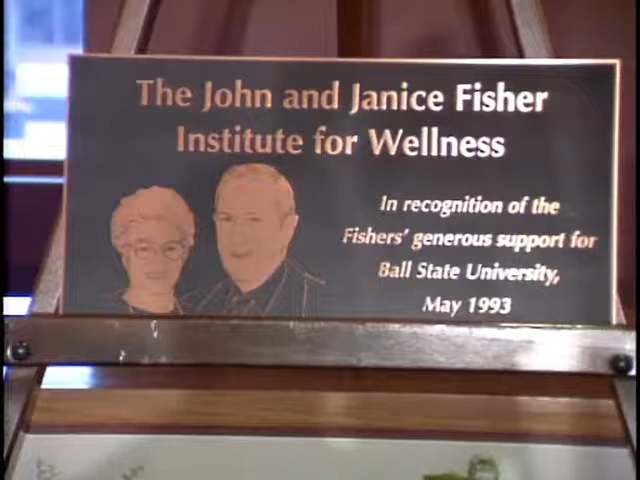 The John and Janice Fisher
Institute for Wellness
In recognition of the
Fishers' generous support for
Ball State University,
May 1993